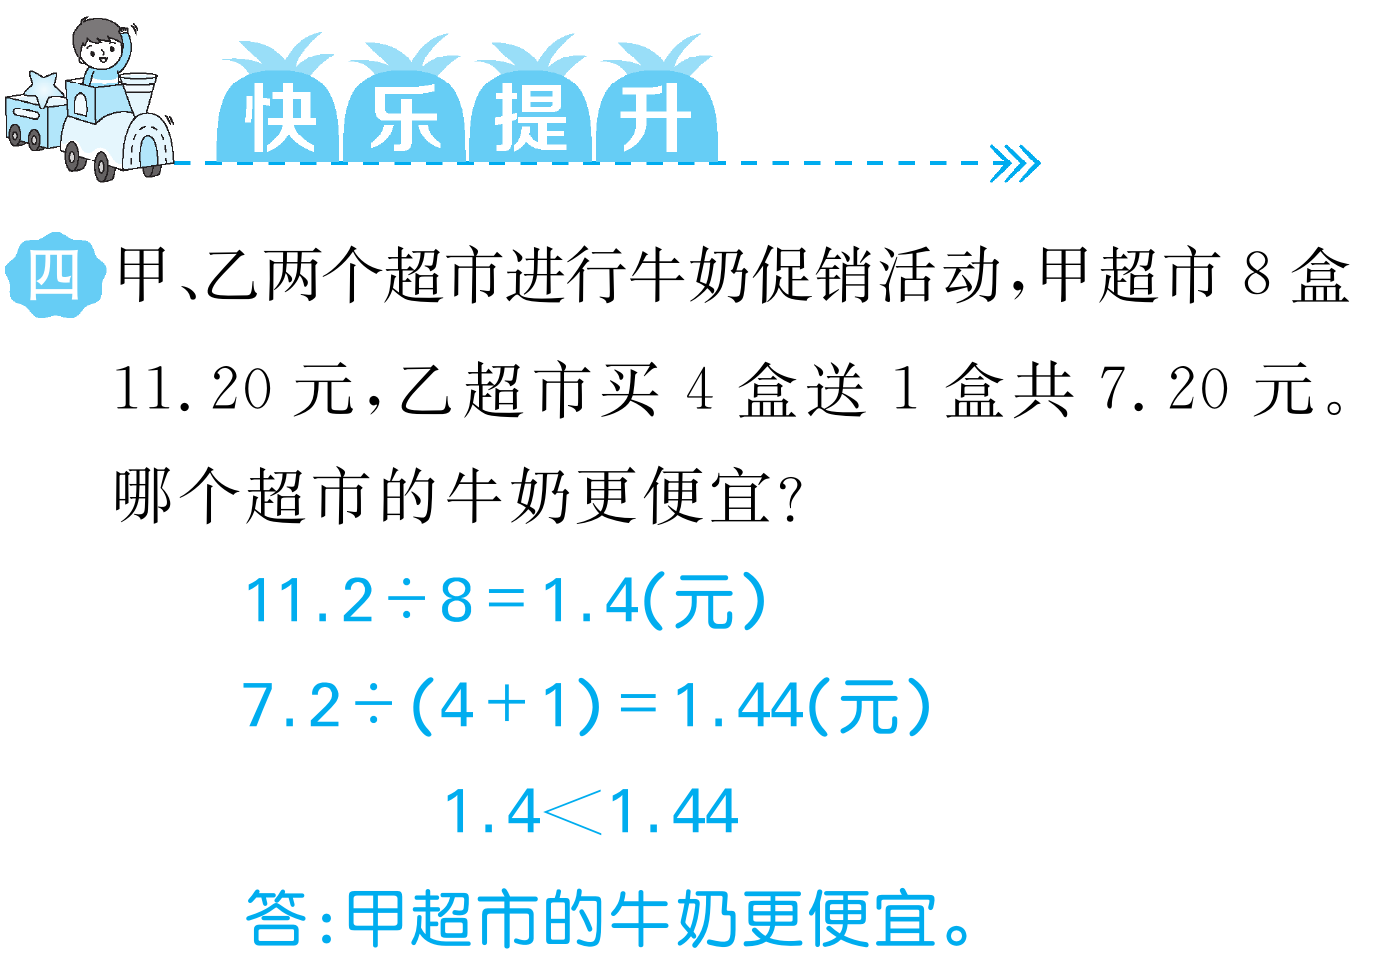 快乐提升
四 甲、乙两个超市进行牛奶促销活动,甲超市 8 盒
11.20 元,乙超市买 4 盒送 1 盒共 7.20 元。
哪个超市的牛奶更便宜?
11.2÷8=1.4(元)
7.2÷(4+1)=1.44(元)
1.4<1.44
答:甲超市的牛奶更便宜。